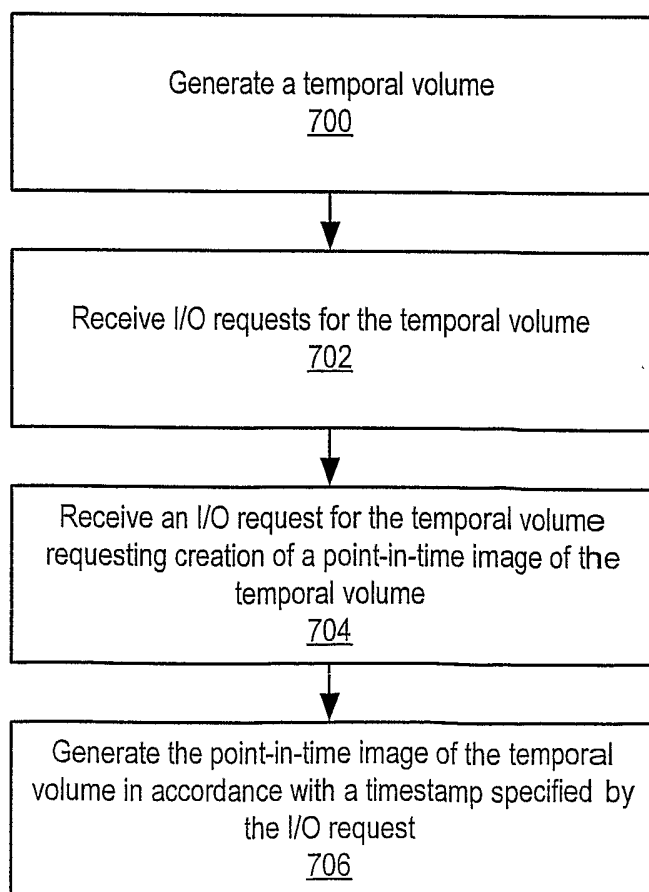 Generate a temporal volume
700
Receive I/O requests for the temporal volume
702
Receive an I/O request for the temporal volume
requesting creation of a point-in-time image of the
temporal volume
704
Generate the point-in-time image of the temporal
volume in accordance with a timestamp specified by
the I/O request
706